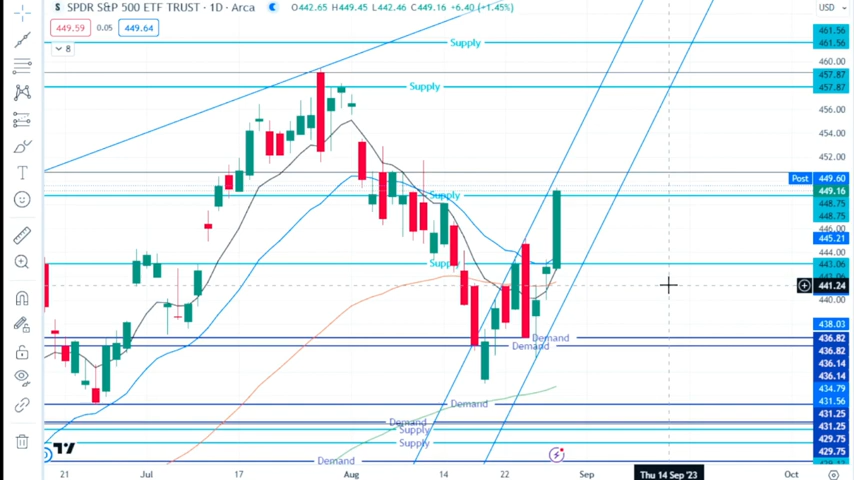 S SPDR S&P 500 ETF TRUST · 1D · Arca O442.65 H449.45 L442.46 C449.16 +6.40 (+1.45%)
USD
449.59 0.05 449.64
8
461.56
Supply 461.56
460.00
457.87
Supply 457.87
456.00
454.00
452.00
Post 449.60
449.16
Supply 448.75
448.75
446.00
445.21
444.00
Supply 443.06
441.24
440.00
438.03
Demand 436.82
Demand 436.82
436.14
436.14
434.79
Demand 431.56
431.25
Demand 431.25
Supply 429.75
Supply 429.75
Demand
21 Jul 17 Aug 14 22 Sep Thu 14 Sep '23 Oct